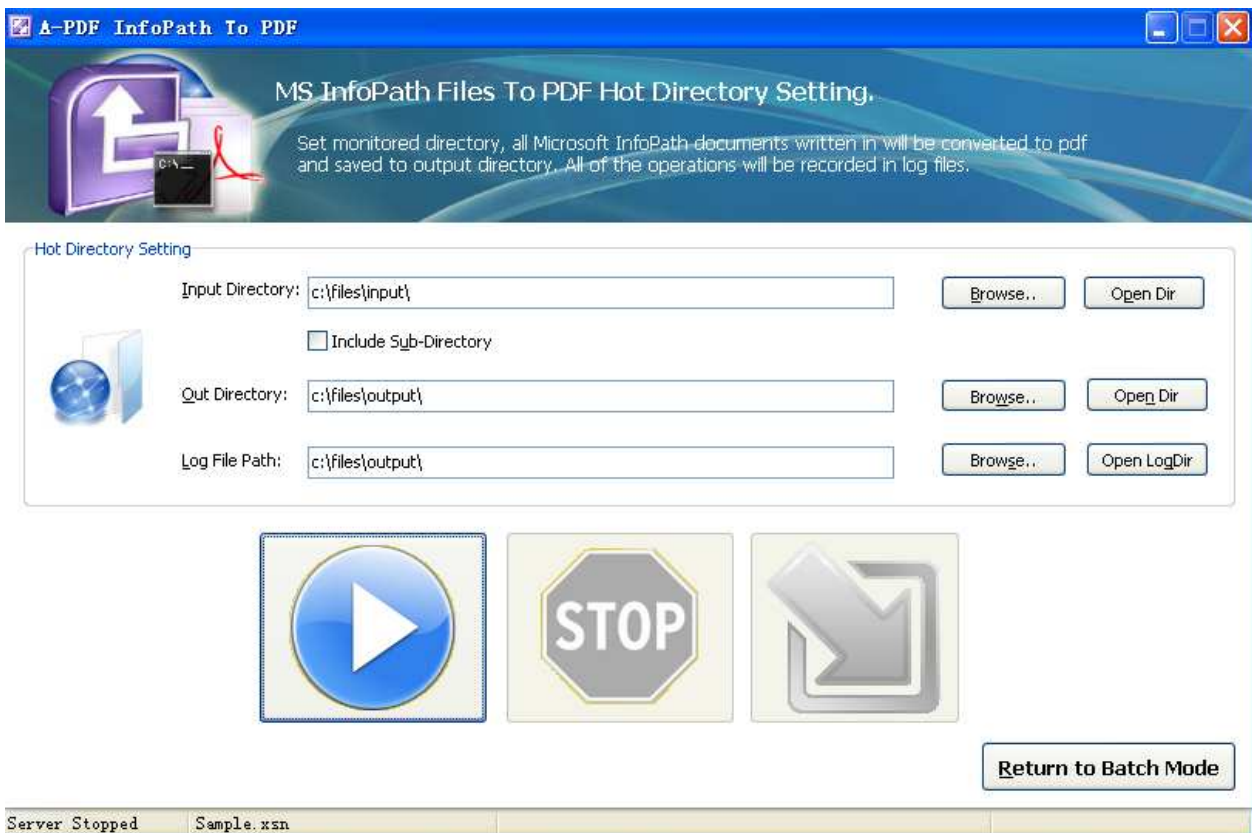 A-PDF InfoPath To PDF
MS InfoPath Files To PDF Hot Directory Setting.
Set monitored directory, all Microsoft InfoPath documents written in will be converted to pdf
and saved to output directory. All of the operations will be recorded in log files.
C:\_
Hot Directory Setting
Input Directory: c:\files\input\ Browse.. Open Dir
Include Sub-Directory
Out Directory: c:\files\output\ Browse.. Open Dir
Log File Path: c:\files\output\ Browse.. Open LogDir
STOP
Return to Batch Mode
Server Stopped Sample.xsn